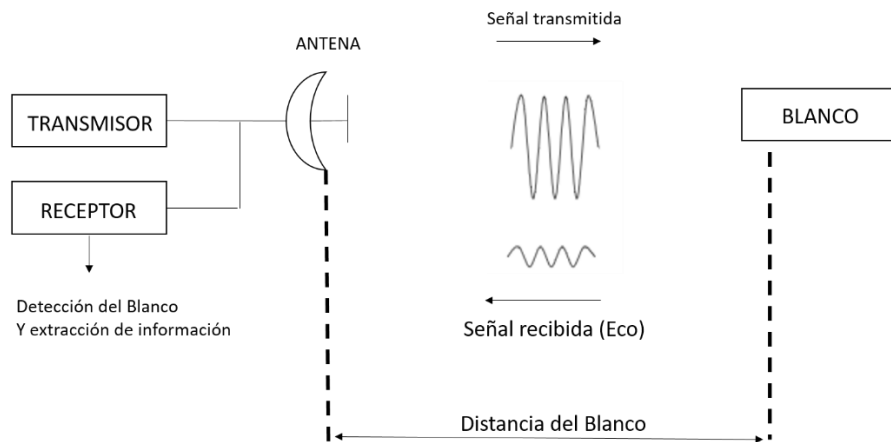 Señal transmitida
ANTENA
TRANSMISOR
BLANCO
RECEPTOR
Detección del Blanco
Y extracción de información
Señal recibida (Eco)
Distancia del Blanco